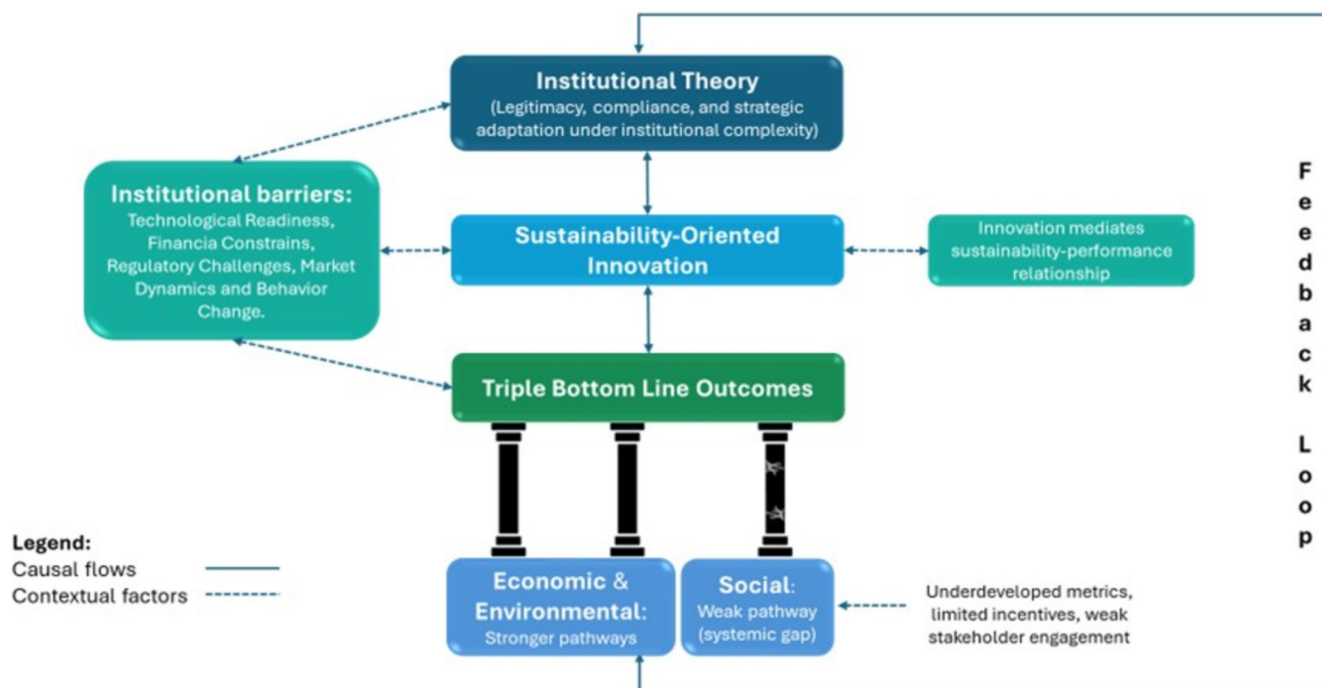 Institutional Theory
(Legitimacy, compliance, and strategic
adaptation under institutional complexity)
Institutional barriers:
Technological Readiness,
Financia Constrains,
Regulatory Challenges, Market
Dynamics and Behavior
Change.
Sustainability-Oriented
Innovation
Innovation mediates
sustainability-performance
relationship
Triple Bottom Line Outcomes
Economic &
Environmental:
Stronger pathways
Social:
Weak pathway
(systemic gap)
Underdeveloped metrics,
limited incentives, weak
stakeholder engagement
Legend:
Causal flows
Contextual factors
Feedback Loop